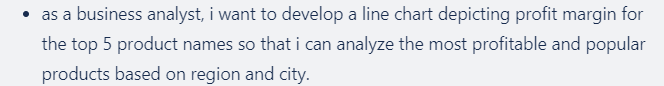 • as a business analyst, i want to develop a line chart depicting profit margin for
the top 5 product names so that i can analyze the most profitable and popular
products based on region and city.